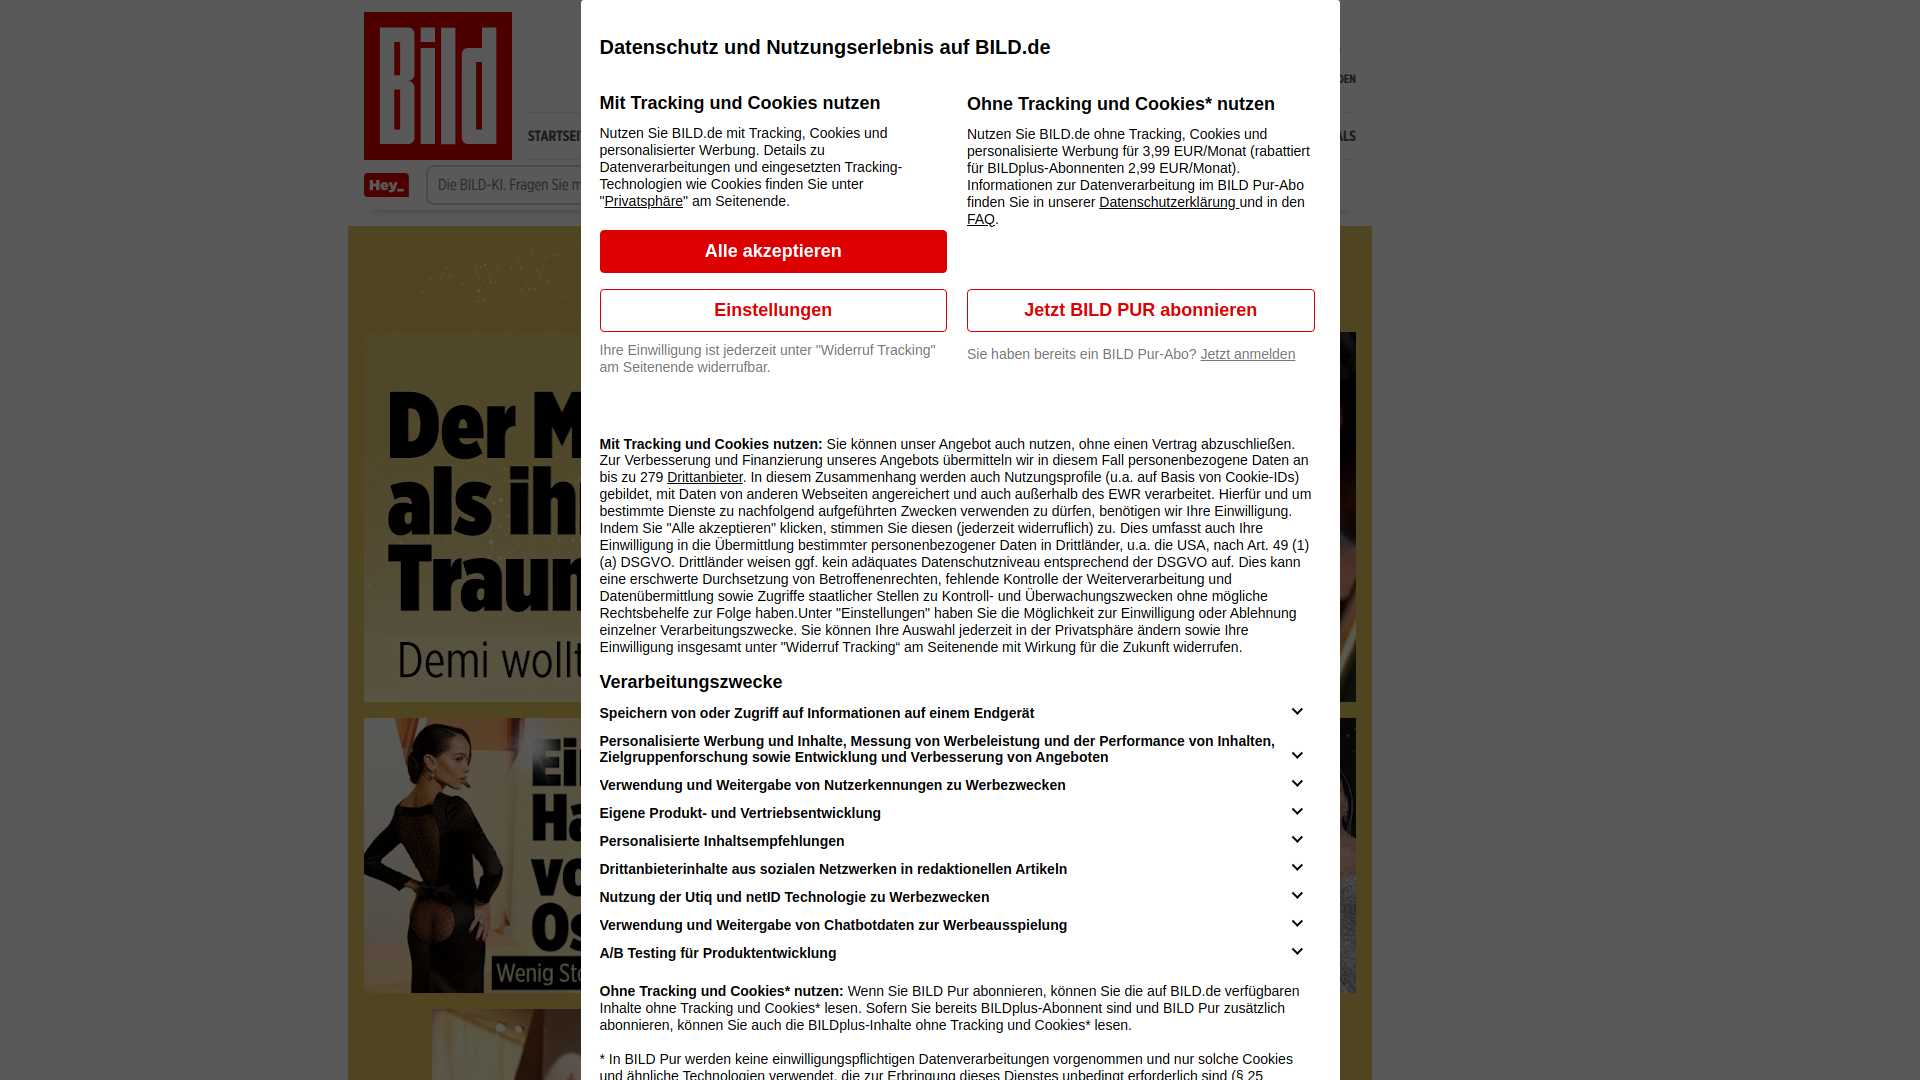 Bild
DEN
STARTSEI
ALS
Hey_
Die BILD-KI. Fragen Sie m
Der M
als ih
Traum
Demi wollt
Ei
Ha
vo
Os
Wenig Sto
Datenschutz und Nutzungserlebnis auf BILD.de
Mit Tracking und Cookies nutzen
Nutzen Sie BILD.de mit Tracking, Cookies und
personalisierter Werbung. Details zu
Datenverarbeitungen und eingesetzten Tracking-
Technologien wie Cookies finden Sie unter
"Privatsphäre" am Seitenende.
Alle akzeptieren
Einstellungen
Ihre Einwilligung ist jederzeit unter "Widerruf Tracking"
am Seitenende widerrufbar.
Ohne Tracking und Cookies* nutzen
Nutzen Sie BILD.de ohne Tracking, Cookies und
personalisierte Werbung für 3,99 EUR/Monat (rabattiert
für BILDplus-Abonnenten 2,99 EUR/Monat).
Informationen zur Datenverarbeitung im BILD Pur-Abo
finden Sie in unserer Datenschutzerklärung und in den
FAQ.
Jetzt BILD PUR abonnieren
Sie haben bereits ein BILD Pur-Abo? Jetzt anmelden
Mit Tracking und Cookies nutzen: Sie können unser Angebot auch nutzen, ohne einen Vertrag abzuschließen.
Zur Verbesserung und Finanzierung unseres Angebots übermitteln wir in diesem Fall personenbezogene Daten an
bis zu 279 Drittanbieter. In diesem Zusammenhang werden auch Nutzungsprofile (u.a. auf Basis von Cookie-IDs)
gebildet, mit Daten von anderen Webseiten angereichert und auch außerhalb des EWR verarbeitet. Hierfür und um
bestimmte Dienste zu nachfolgend aufgeführten Zwecken verwenden zu dürfen, benötigen wir Ihre Einwilligung.
Indem Sie "Alle akzeptieren" klicken, stimmen Sie diesen (jederzeit widerruflich) zu. Dies umfasst auch Ihre
Einwilligung in die Übermittlung bestimmter personenbezogener Daten in Drittländer, u.a. die USA, nach Art. 49 (1)
(a) DSGVO. Drittländer weisen ggf. kein adäquates Datenschutzniveau entsprechend der DSGVO auf. Dies kann
eine erschwerte Durchsetzung von Betroffenenrechten, fehlende Kontrolle der Weiterverarbeitung und
Datenübermittlung sowie Zugriffe staatlicher Stellen zu Kontroll- und Überwachungszwecken ohne mögliche
Rechtsbehelfe zur Folge haben.Unter "Einstellungen" haben Sie die Möglichkeit zur Einwilligung oder Ablehnung
einzelner Verarbeitungszwecke. Sie können Ihre Auswahl jederzeit in der Privatsphäre ändern sowie Ihre
Einwilligung insgesamt unter "Widerruf Tracking“ am Seitenende mit Wirkung für die Zukunft widerrufen.
Verarbeitungszwecke
Speichern von oder Zugriff auf Informationen auf einem Endgerät
Personalisierte Werbung und Inhalte, Messung von Werbeleistung und der Performance von Inhalten,
Zielgruppenforschung sowie Entwicklung und Verbesserung von Angeboten
Verwendung und Weitergabe von Nutzerkennungen zu Werbezwecken
Eigene Produkt- und Vertriebsentwicklung
Personalisierte Inhaltsempfehlungen
Drittanbieterinhalte aus sozialen Netzwerken in redaktionellen Artikeln
Nutzung der Utiq und netID Technologie zu Werbezwecken
Verwendung und Weitergabe von Chatbotdaten zur Werbeausspielung
A/B Testing für Produktentwicklung
Ohne Tracking und Cookies* nutzen: Wenn Sie BILD Pur abonnieren, können Sie die auf BILD.de verfügbaren
Inhalte ohne Tracking und Cookies* lesen. Sofern Sie bereits BILDplus-Abonnent sind und BILD Pur zusätzlich
abonnieren, können Sie auch die BILDplus-Inhalte ohne Tracking und Cookies* lesen.
* In BILD Pur werden keine einwilligungspflichtigen Datenverarbeitungen vorgenommen und nur solche Cookies
und ähnliche Technologien verwendet, die zur Erbringung dieses Dienstes unbedingt erforderlich sind (§ 25